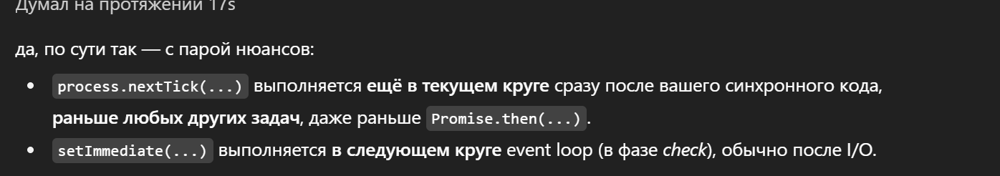 Думал на протяжении 17s
да, по сути так — с парой нюансов:
• process.nextTick(...) выполняется ещё в текущем круге сразу после вашего синхронного кода,
раньше любых других задач, даже раньше Promise.then(...).
• setImmediate(...) выполняется в следующем круге event loop (в фазе check), обычно после I/O.